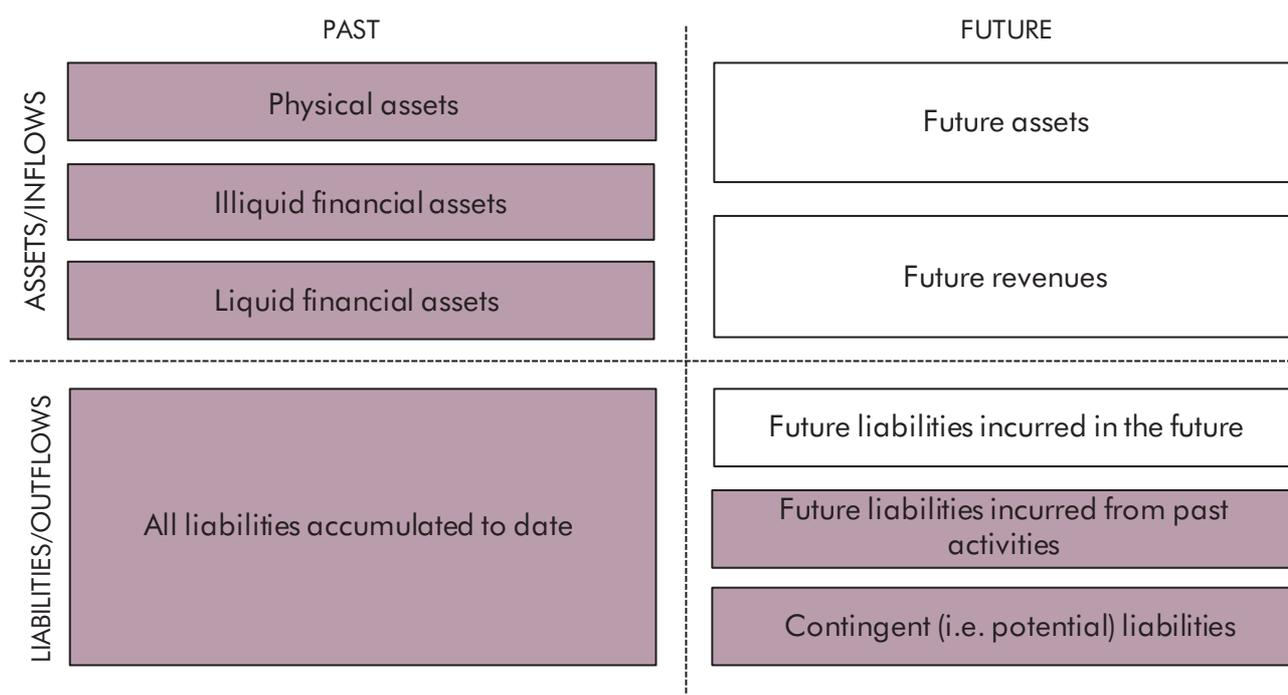 PAST
FUTURE
ASSETS/INFLOWS
Physical assets
Illiquid financial assets
Liquid financial assets
Future assets
Future revenues
LIABILITIES/OUTFLOWS
All liabilities accumulated to date
Future liabilities incurred in the future
Future liabilities incurred from past
activities
Contingent (i.e. potential) liabilities